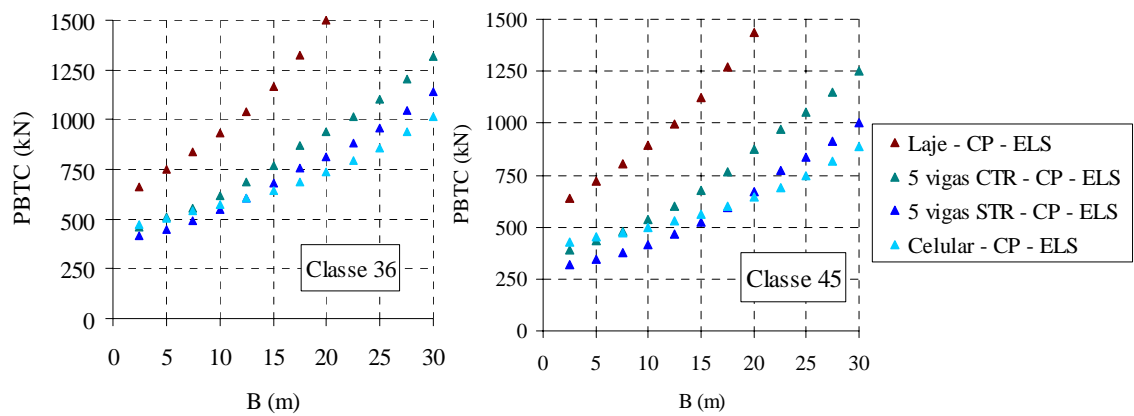 1500
1250
1000
750
500
250
0
PBTC (kN)
0 5 10 15 20 25 30
B (m)
Classe 36
1500
1250
1000
750
500
250
0
PBTC (kN)
0 5 10 15 20 25 30
B (m)
Classe 45
Laje - CP - ELS
5 vigas CTR - CP - ELS
5 vigas STR - CP - ELS
Celular - CP - ELS